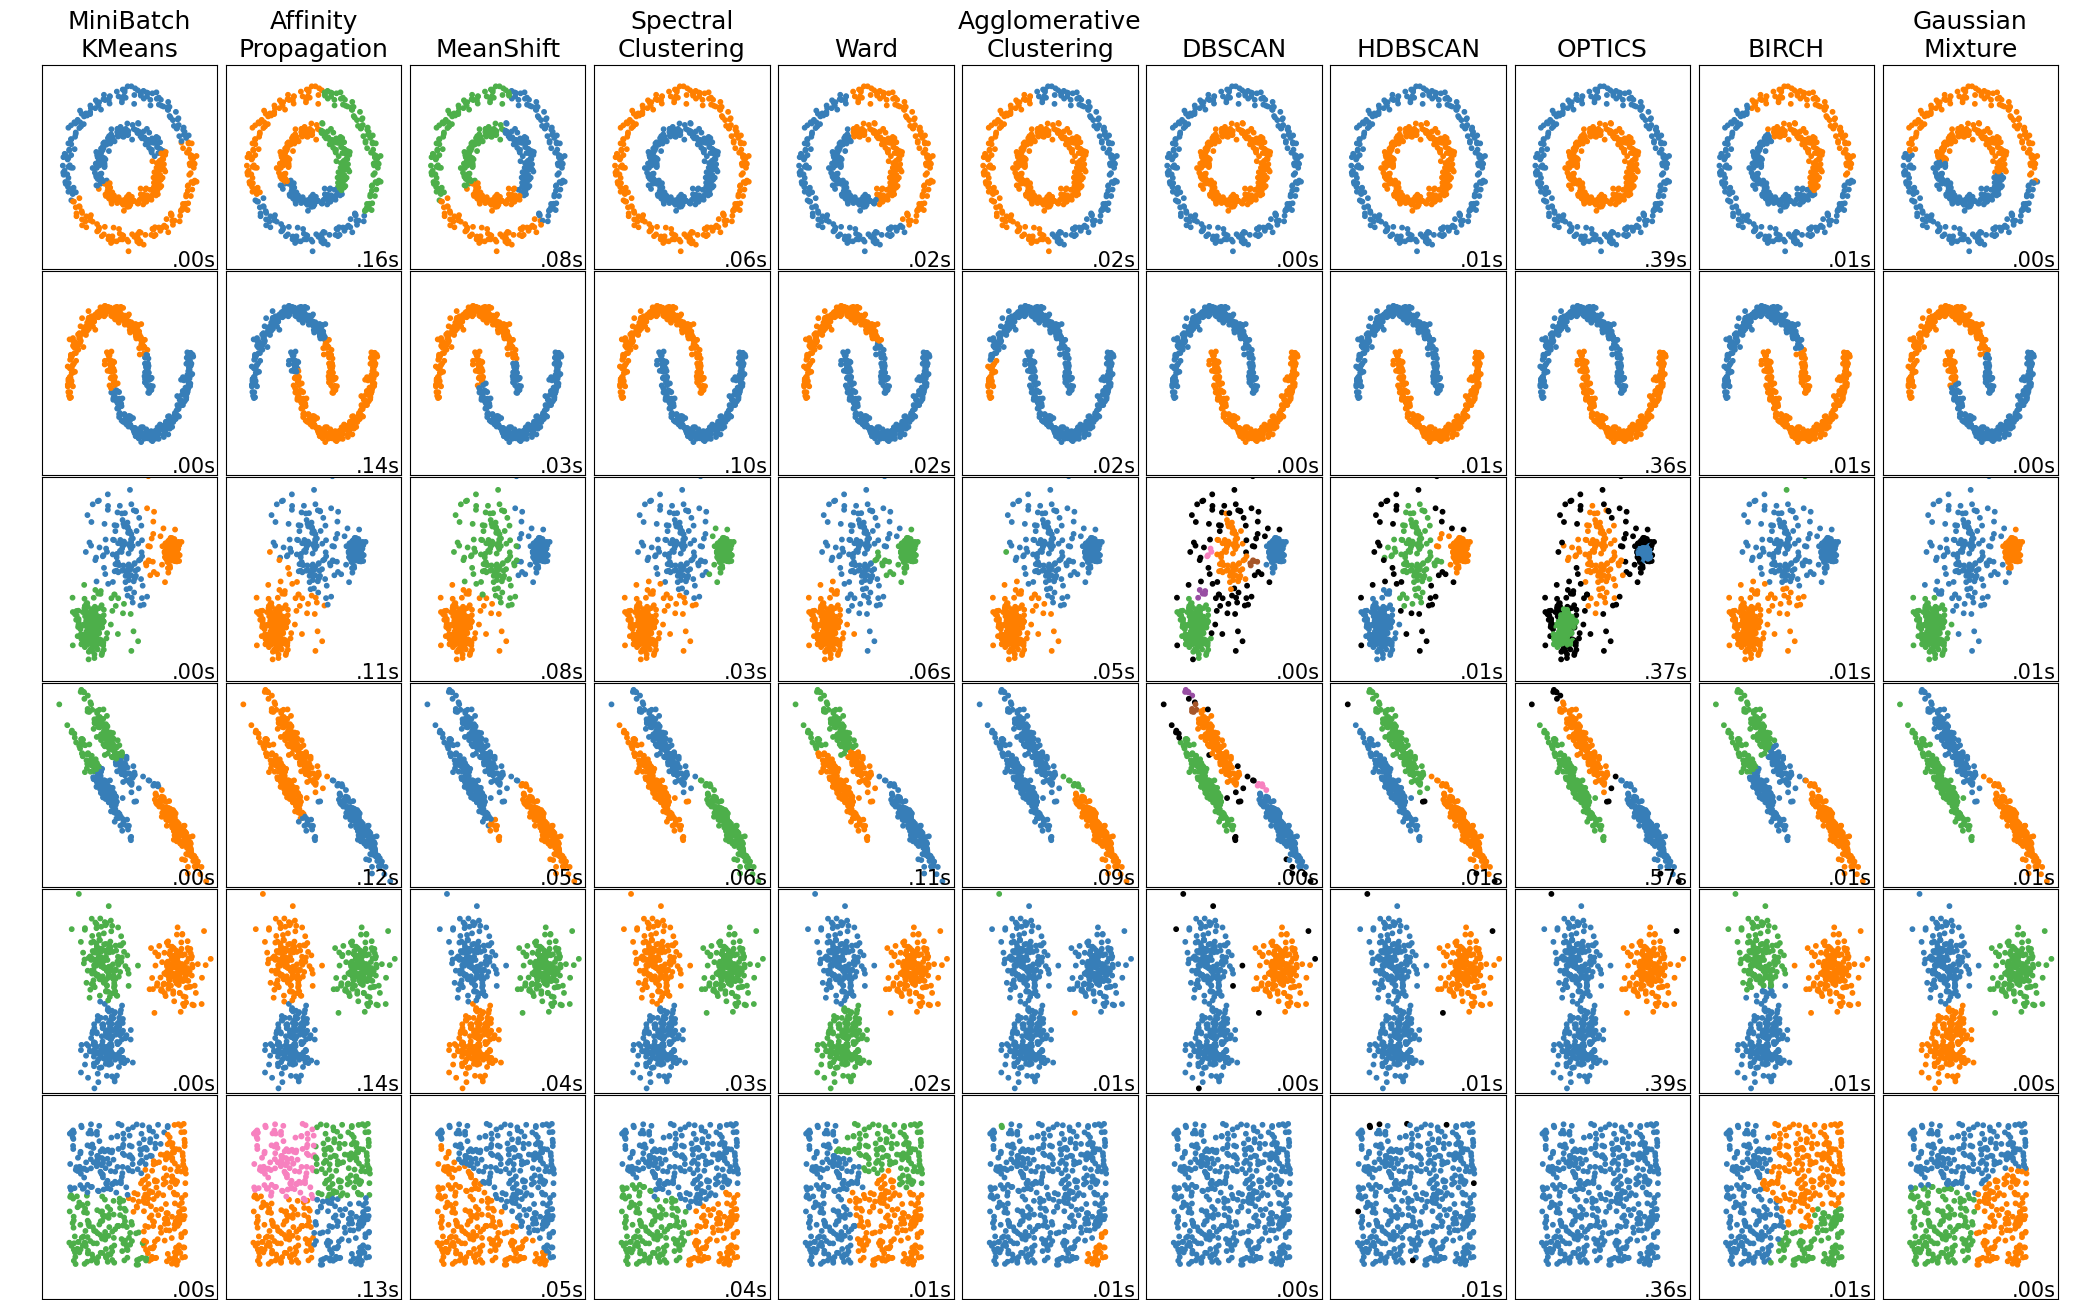 MiniBatch
KMeans
Affinity
Propagation
MeanShift
Spectral
Clustering
Ward
Agglomerative
Clustering
DBSCAN
HDBSCAN
OPTICS
BIRCH
Gaussian
Mixture
.00s
.16s
.08s
.06s
.02s
.02s
.00s
.01s
.39s
.01s
.00s
.00s
.14s
.03s
.10s
.02s
.02s
.00s
.01s
.36s
.01s
.00s
.00s
.11s
.08s
.03s
.06s
.05s
.00s
.01s
.37s
.01s
.01s
.00s
.12s
.05s
.06s
.11s
.09s
.00s
.01s
.57s
.01s
.01s
.00s
.14s
.04s
.03s
.02s
.01s
.00s
.01s
.39s
.01s
.00s
.00s
.13s
.05s
.04s
.01s
.01s
.00s
.01s
.36s
.01s
.00s